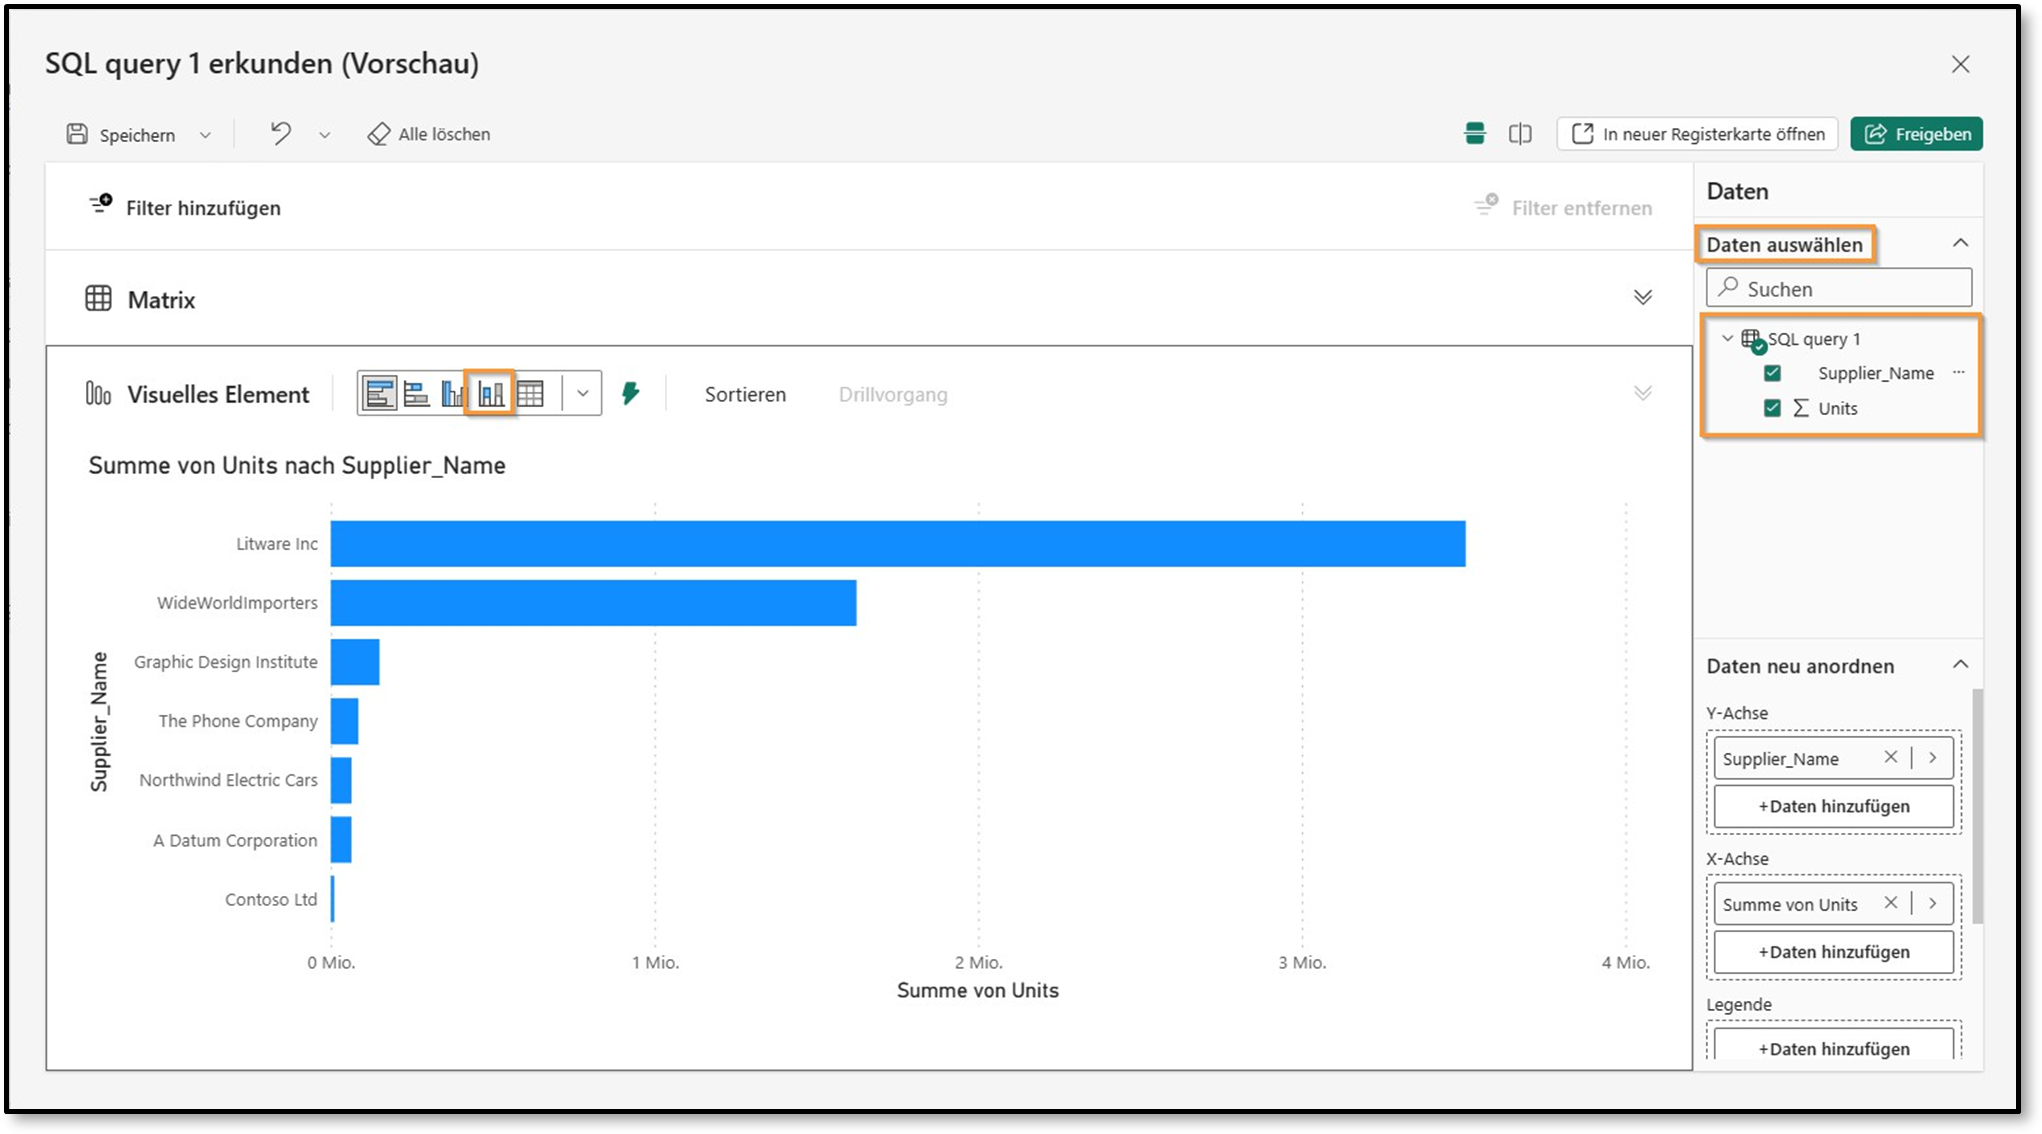 SQL query 1 erkunden (Vorschau)
Speichern
Alle löschen
In neuer Registerkarte öffnen
Freigeben
Filter hinzufügen
Filter entfernen
Matrix
Visuelles Element
Sortieren
Drillvorgang
Summe von Units nach Supplier_Name
Supplier_Name
Litware Inc
WideWorldImporters
Graphic Design Institute
The Phone Company
Northwind Electric Cars
A Datum Corporation
Contoso Ltd
0 Mio.
1 Mio.
2 Mio.
3 Mio.
4 Mio.
Summe von Units
Daten
Daten auswählen
Suchen
SQL query 1
Supplier_Name
Units
Daten neu anordnen
Y-Achse
Supplier_Name
+Daten hinzufügen
X-Achse
Summe von Units
+Daten hinzufügen
Legende
+Daten hinzufügen